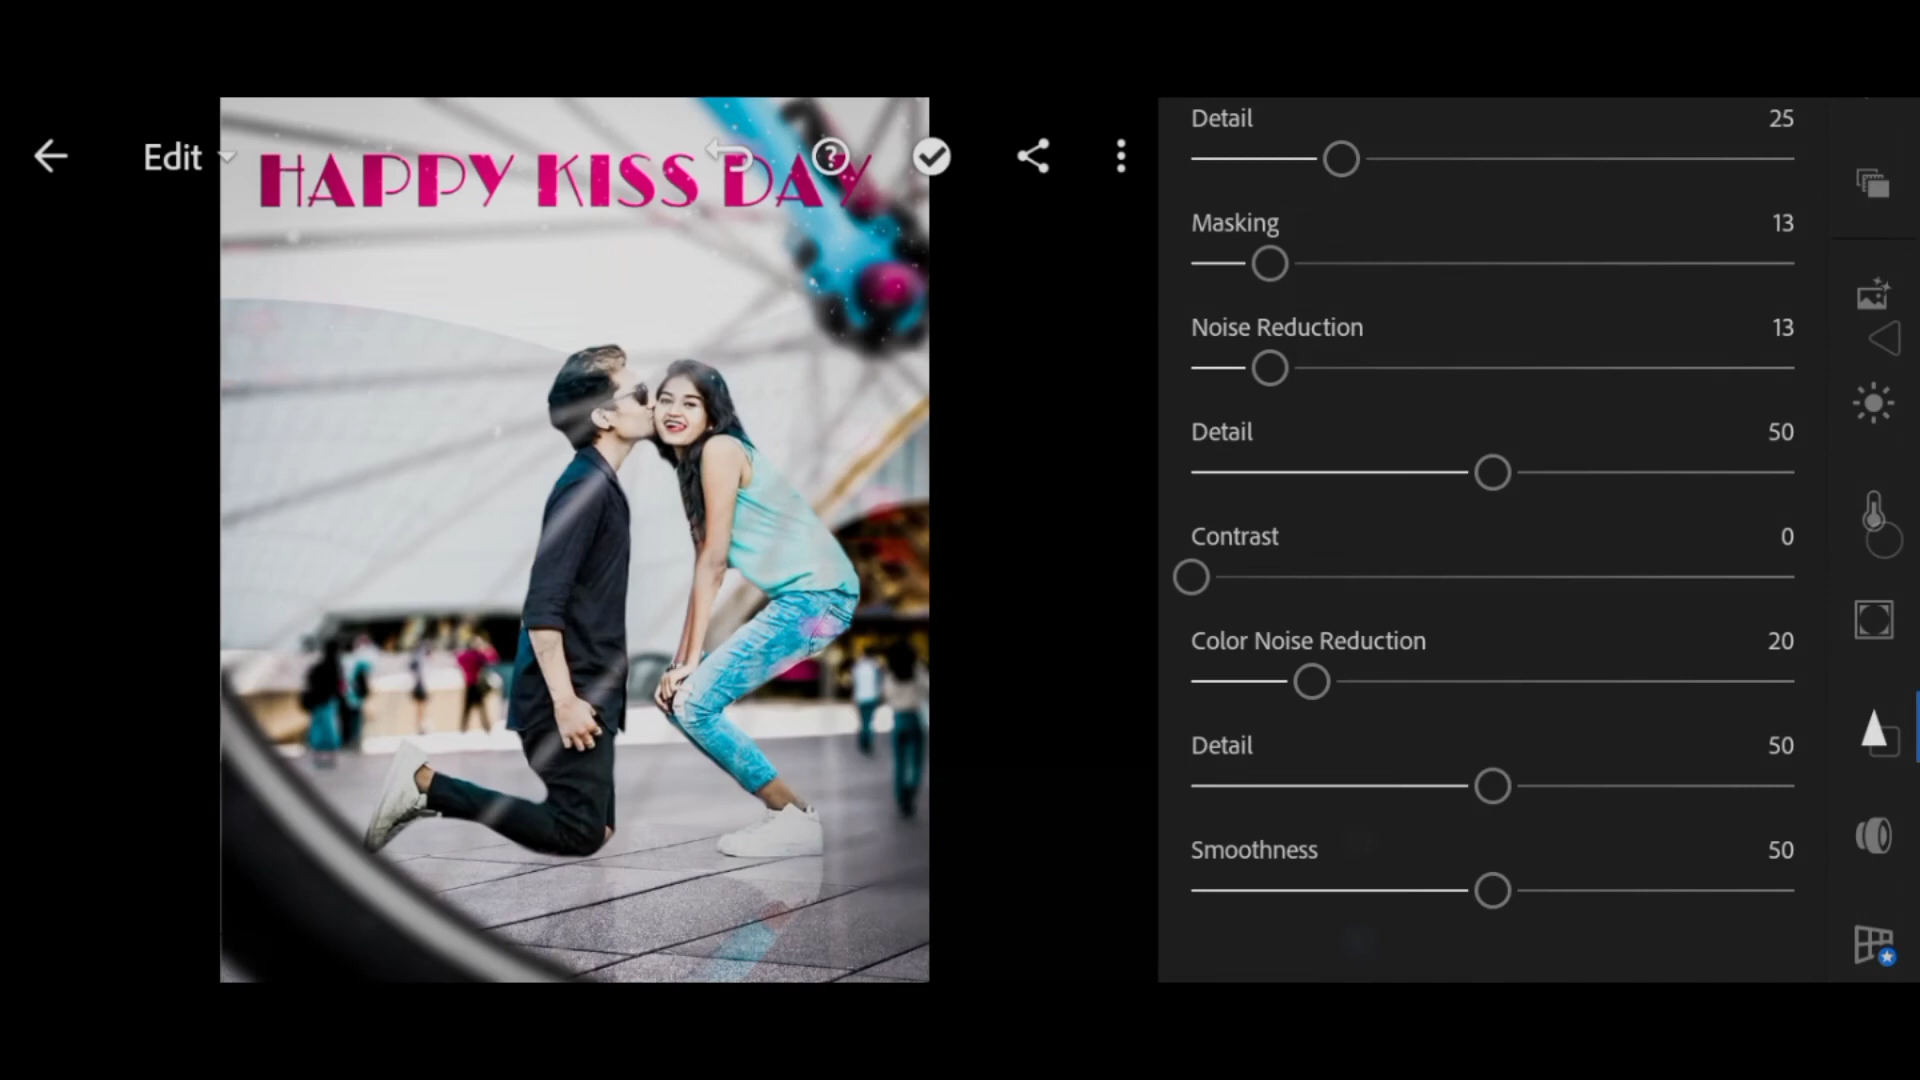 Edit
HAPPY KISS DAY
Detail 25
Masking 13
Noise Reduction 13
Detail 50
Contrast 0
Color Noise Reduction 20
Detail 50
Smoothness 50